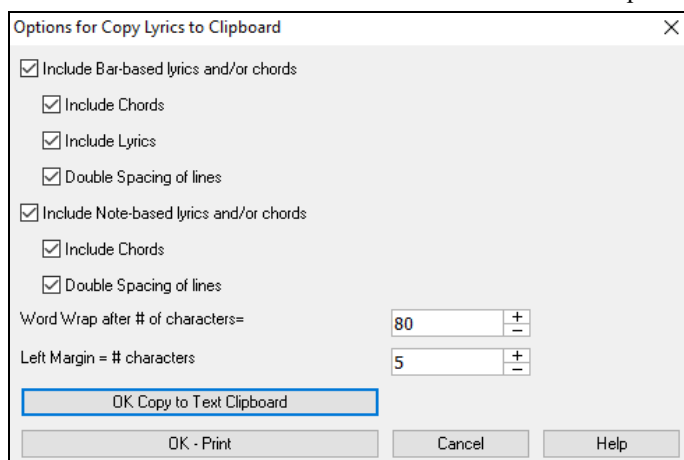 Options for Copy Lyrics to Clipboard
Include Bar-based lyrics and/or chords
Include Chords
Include Lyrics
Double Spacing of lines
Include Note-based lyrics and/or chords
Include Chords
Double Spacing of lines
Word Wrap after # of characters= 80
Left Margin = # characters 5
OK Copy to Text Clipboard
OK - Print Cancel Help